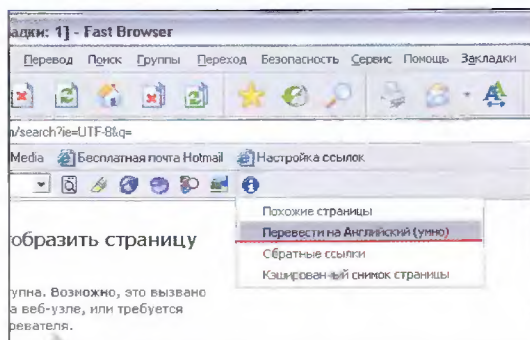 адки: 1] - Fast Browser
Перевод Поиск Группы Переход Безопасность Сервис Помощь Закладки
n/search?ie=UTF-8&q=
Media Бесплатная почта Hotmail Настройка ссылок
Похожие страницы
Перевести на Английский (умно)
Обратные ссылки
Кэшированный снимок страницы
образить страницу
упна. Возможно, это вызвано
а веб-узле, или требуется
ревателя.